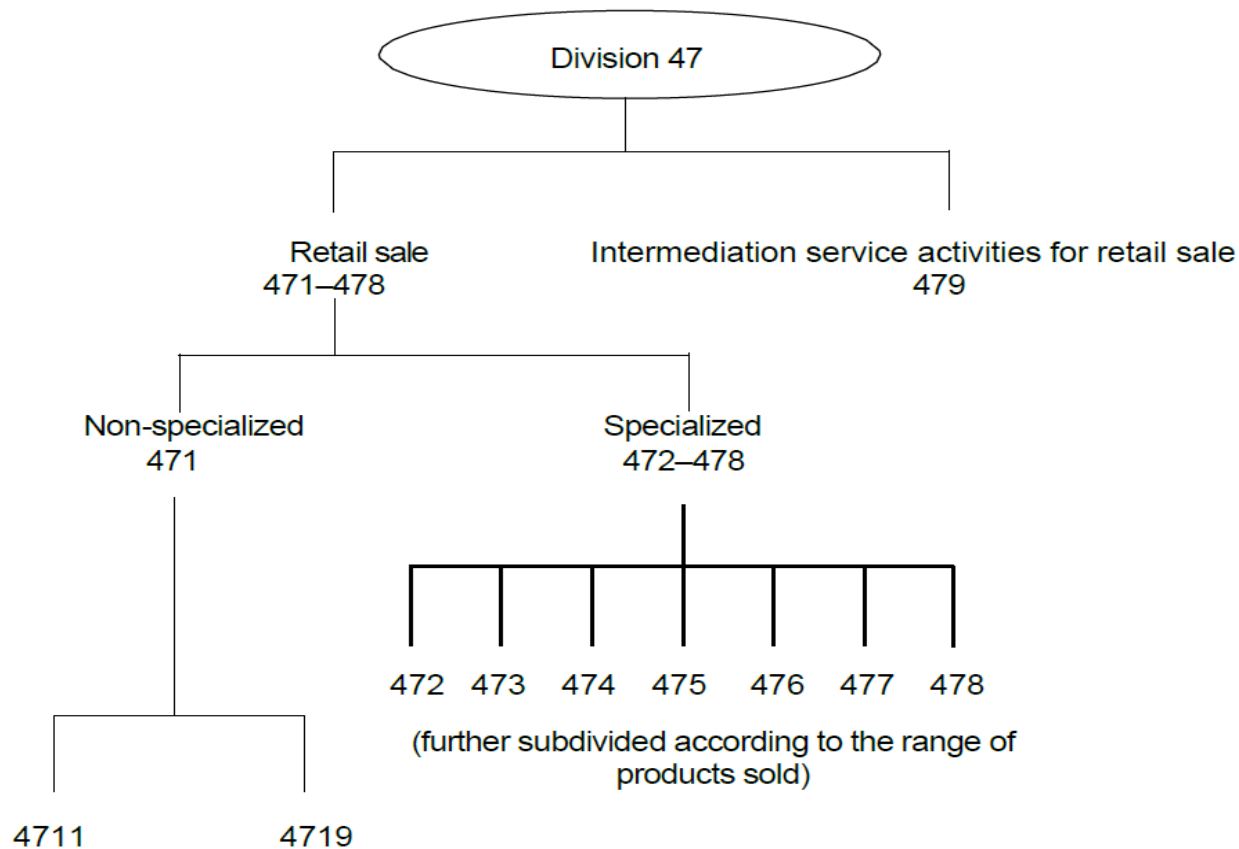 Division 47
Retail sale
471–478
Intermediation service activities for retail sale
479
Non-specialized
471
Specialized
472–478
472 473 474 475 476 477 478
(further subdivided according to the range of
products sold)
4711 4719